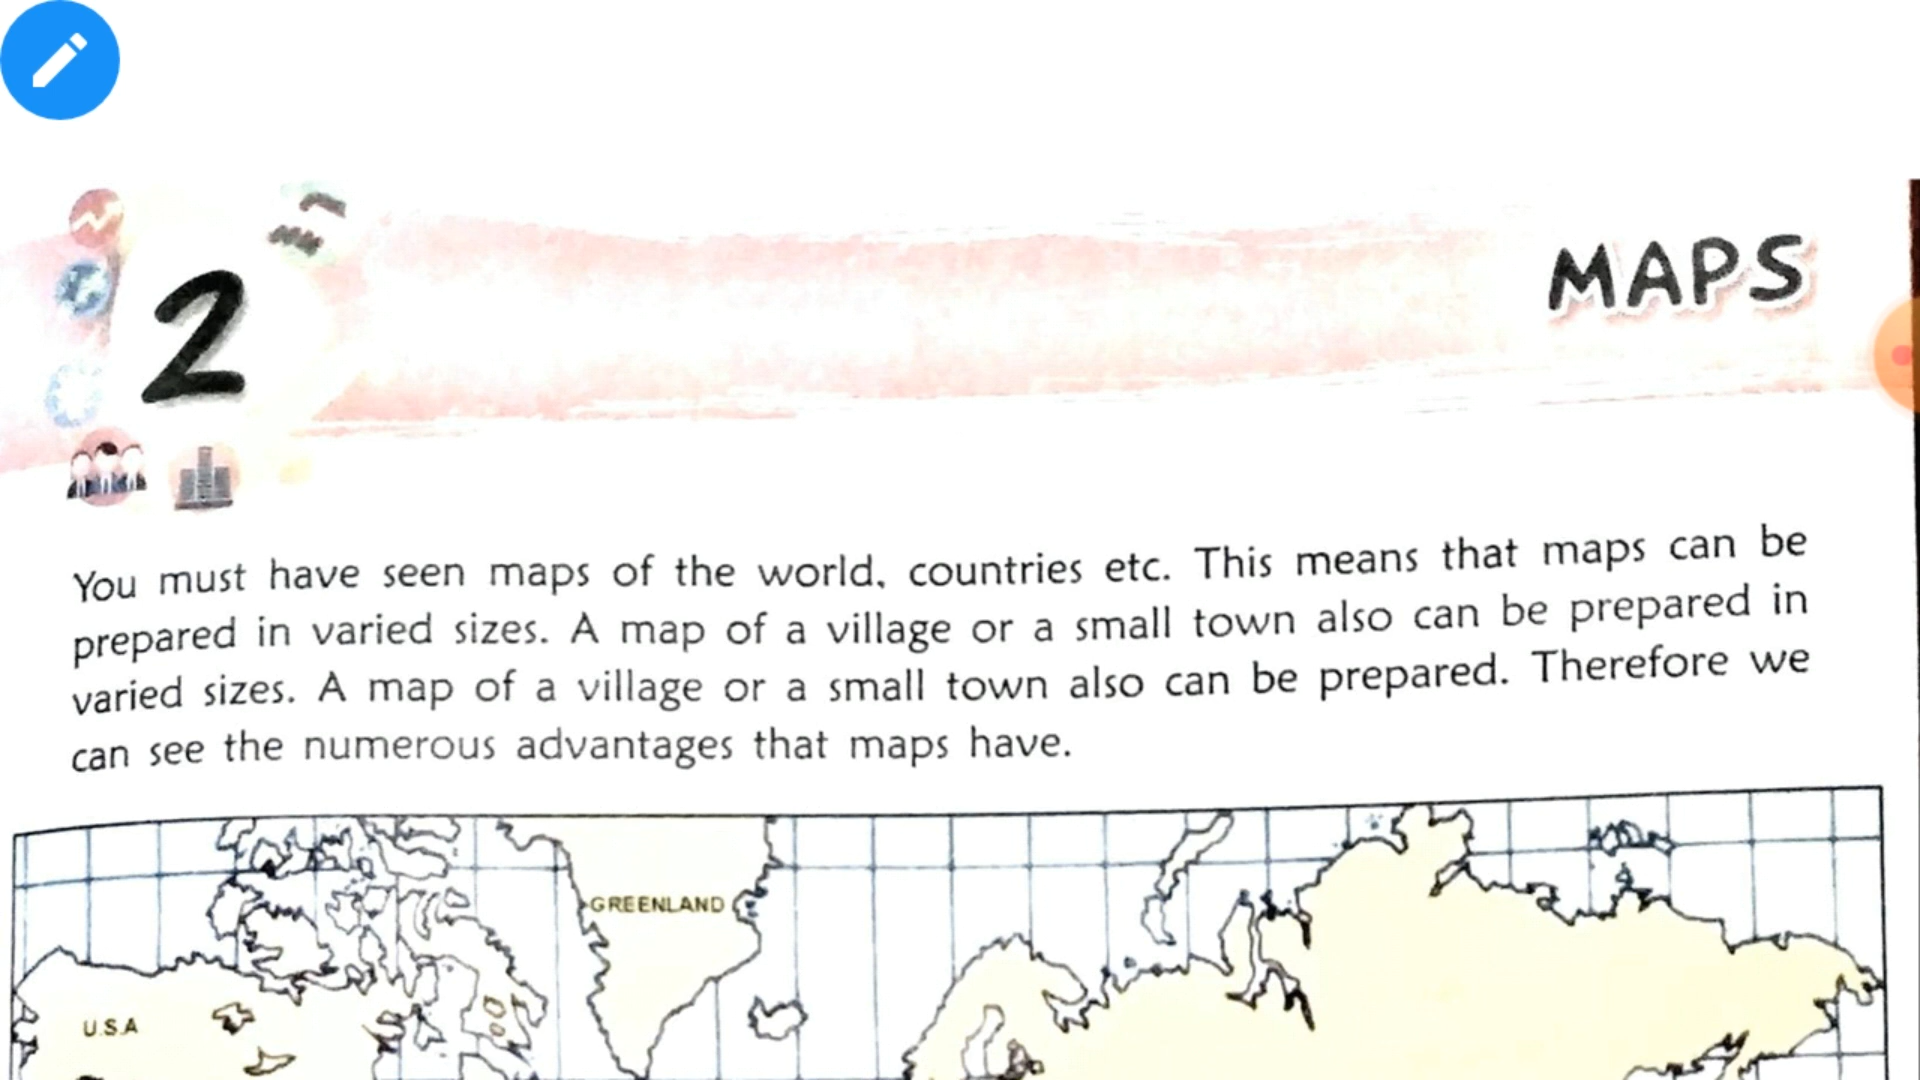 2
MAPS
You must have seen maps of the world, countries etc. This means that maps can be
prepared in varied sizes. A map of a village or a small town also can be prepared in
varied sizes. A map of a village or a small town also can be prepared. Therefore we
can see the numerous advantages that maps have.
GREENLAND
U.S.A